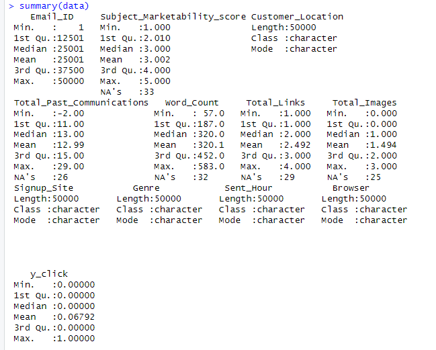 > summary(data)
Email_ID Subject_Marketability_score Customer_Location
Min. : 1 Min. :1.000 Length:50000
1st Qu.:12501 1st Qu.:2.010 Class :character
Median :25001 Median :3.000 Mode :character
Mean :25001 Mean :3.002
3rd Qu.:37500 3rd Qu.:4.000
Max. :50000 Max. :5.000
NA's :33
Total_Past_Communications Word_Count Total_Links Total_Images
Min. :-2.00 Min. : 57.0 Min. :1.000 Min. :0.000
1st Qu.:11.00 1st Qu.:187.0 1st Qu.:1.000 1st Qu.:0.000
Median :13.00 Median :320.0 Median :2.000 Median :1.000
Mean :12.99 Mean :320.1 Mean :2.492 Mean :1.494
3rd Qu.:15.00 3rd Qu.:452.0 3rd Qu.:3.000 3rd Qu.:2.000
Max. :29.00 Max. :583.0 Max. :4.000 Max. :3.000
NA's :26 NA's :32 NA's :29 NA's :25
Signup_Site Genre Sent_Hour Browser
Length:50000 Length:50000 Length:50000 Length:50000
Class :character Class :character Class :character Class :character
Mode :character Mode :character Mode :character Mode :character
y_click
Min. :0.00000
1st Qu.:0.00000
Median :0.00000
Mean :0.06792
3rd Qu.:0.00000
Max. :1.00000